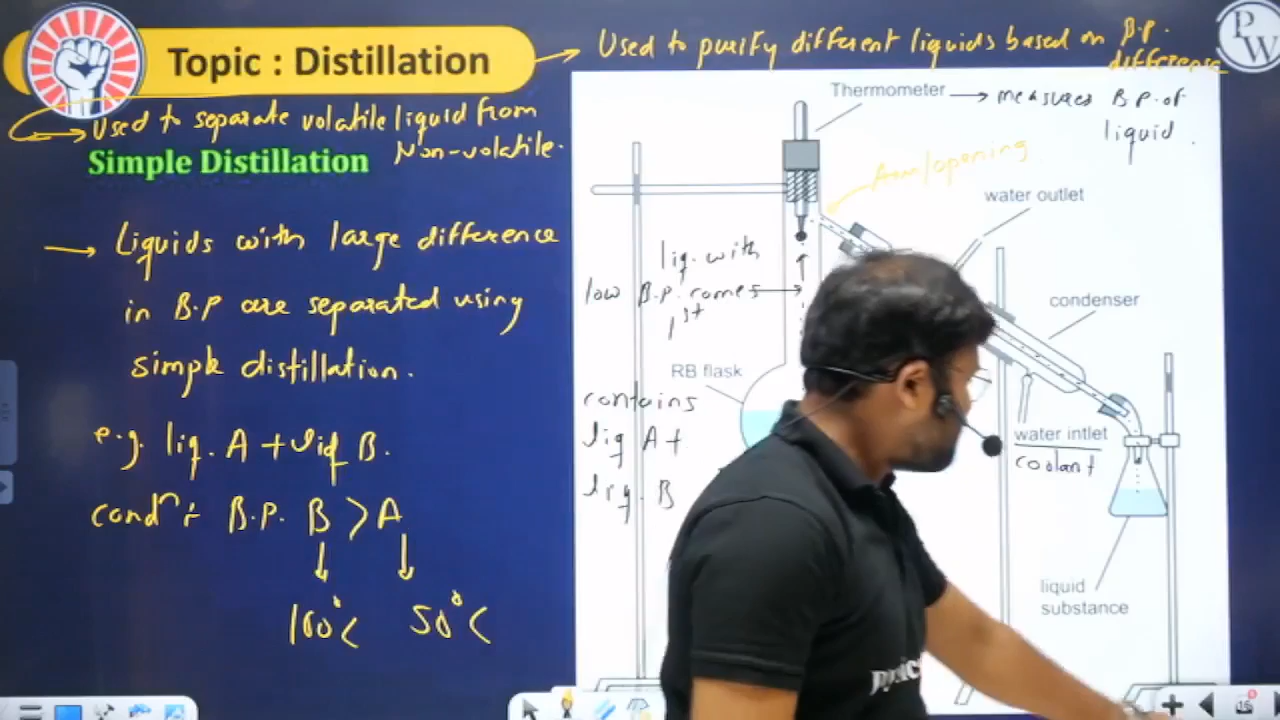 Topic : Distillation
→ Used to purify different liquids based on B.P. difference
→ Used to separate volatile liquid from Non-volatile.
Simple Distillation
→ Liquids with large difference
in B.P are separated using
simple distillation.
e.g. liq. A + liq B.
condⁿ : B.P. B > A
100°C 50°C
PW
Thermometer → measures B.P. of
liquid.
Arm/opening
water outlet
liq. with
low B.P. comes
1st
condenser
RB flask
contains
liq A +
liq. B
water intlet
coolant
liquid
substance